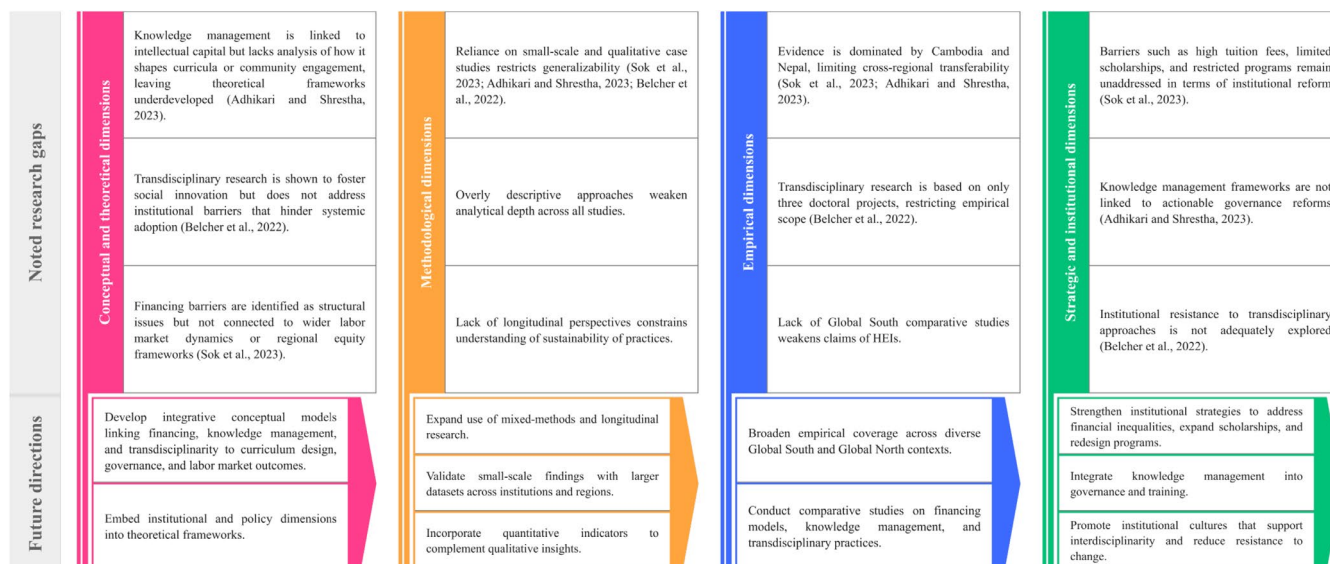 Noted research gaps
Conceptual and theoretical dimensions
Knowledge management is linked to
intellectual capital but lacks analysis of how it
shapes curricula or community engagement,
leaving theoretical frameworks
underdeveloped (Adhikari and Shrestha,
2023).
Transdisciplinary research is shown to foster
social innovation but does not address
institutional barriers that hinder systemic
adoption (Belcher et al., 2022).
Financing barriers are identified as structural
issues but not connected to wider labor
market dynamics or regional equity
frameworks (Sok et al., 2023).
Methodological dimensions
Reliance on small-scale and qualitative case
studies restricts generalizability (Sok et al.,
2023; Adhikari and Shrestha, 2023; Belcher et
al., 2022).
Overly descriptive approaches weaken
analytical depth across all studies.
Lack of longitudinal perspectives constrains
understanding of sustainability of practices.
Empirical dimensions
Evidence is dominated by Cambodia and
Nepal, limiting cross-regional transferability
(Sok et al., 2023; Adhikari and Shrestha,
2023).
Transdisciplinary research is based on only
three doctoral projects, restricting empirical
scope (Belcher et al., 2022).
Lack of Global South comparative studies
weakens claims of HEIs.
Strategic and institutional dimensions
Barriers such as high tuition fees, limited
scholarships, and restricted programs remain
unaddressed in terms of institutional reform
(Sok et al., 2023).
Knowledge management frameworks are not
linked to actionable governance reforms
(Adhikari and Shrestha, 2023).
Institutional resistance to transdisciplinary
approaches is not adequately explored
(Belcher et al., 2022).
Future directions
Develop integrative conceptual models
linking financing, knowledge management,
and transdisciplinarity to curriculum design,
governance, and labor market outcomes.
Embed institutional and policy dimensions
into theoretical frameworks.
Expand use of mixed-methods and longitudinal
research.
Validate small-scale findings with larger
datasets across institutions and regions.
Incorporate quantitative indicators to
complement qualitative insights.
Broaden empirical coverage across diverse
Global South and Global North contexts.
Conduct comparative studies on financing
models, knowledge management, and
transdisciplinary practices.
Strengthen institutional strategies to address
financial inequalities, expand scholarships, and
redesign programs.
Integrate knowledge management into
governance and training.
Promote institutional cultures that support
interdisciplinarity and reduce resistance to
change.